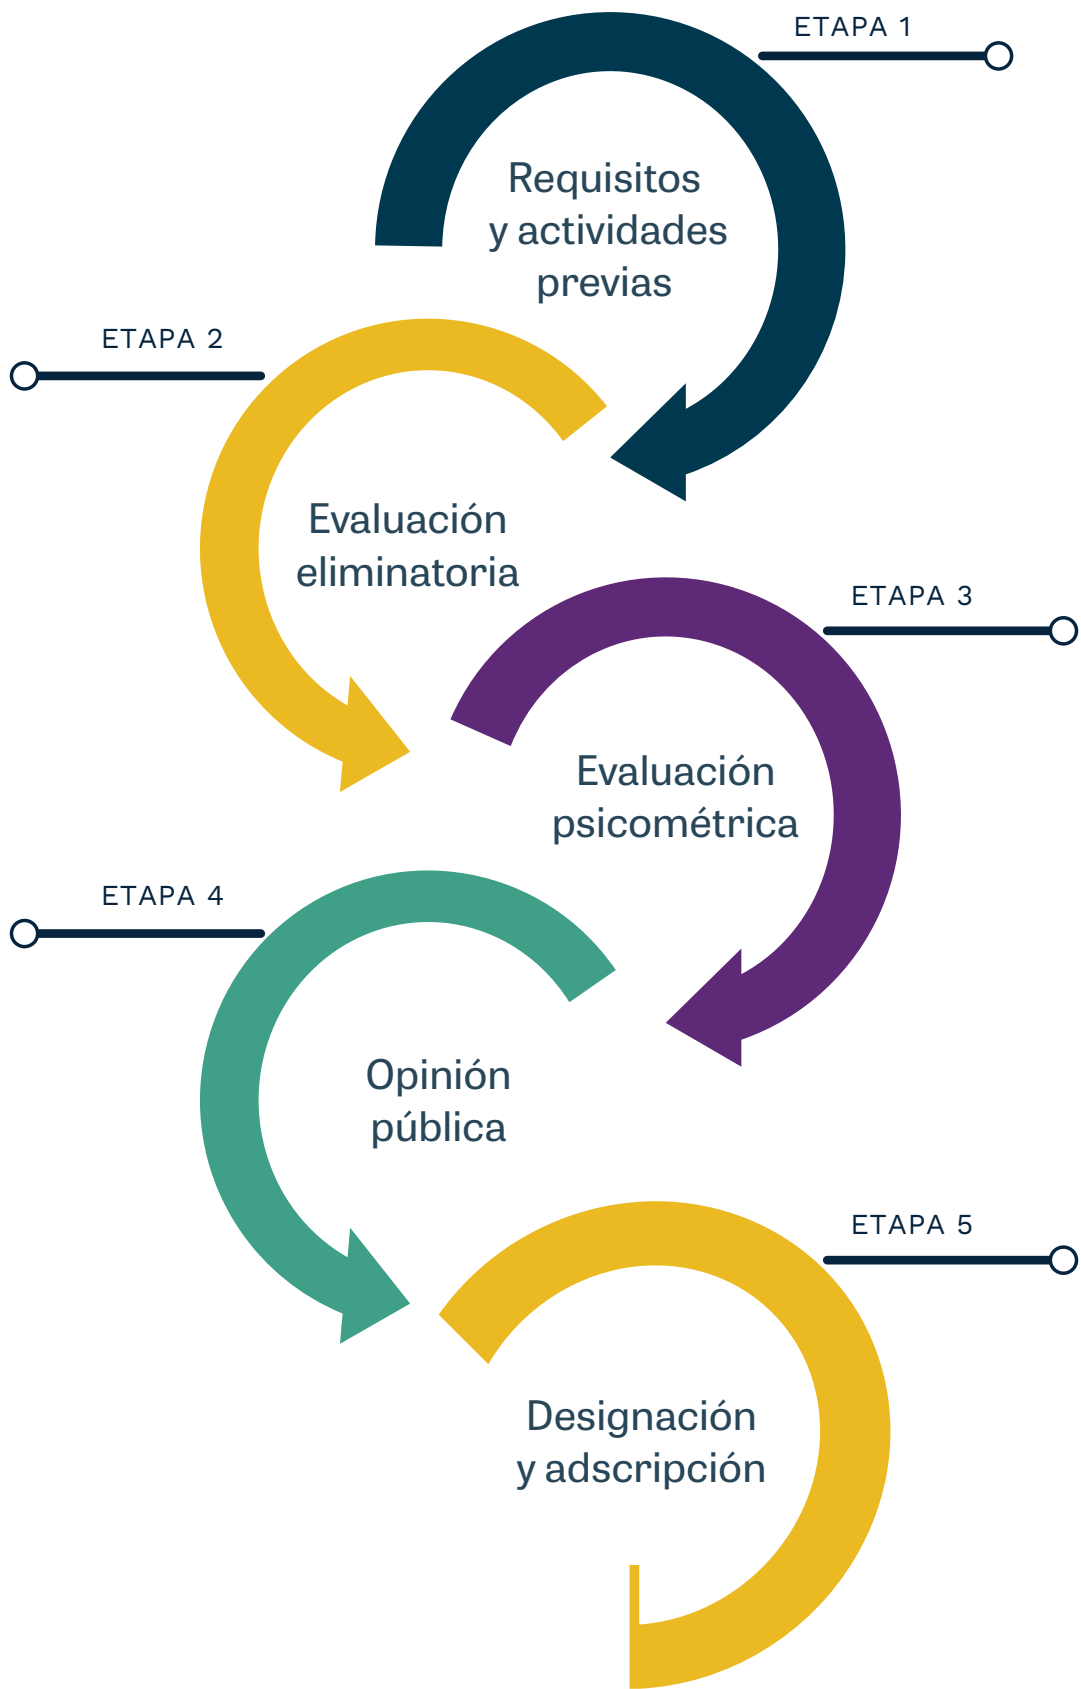 ETAPA 1
Requisitos
y actividades
previas
ETAPA 2
Evaluación
eliminatoria
ETAPA 3
Evaluación
psicométrica
ETAPA 4
Opinión
pública
ETAPA 5
Designación
y adscripción